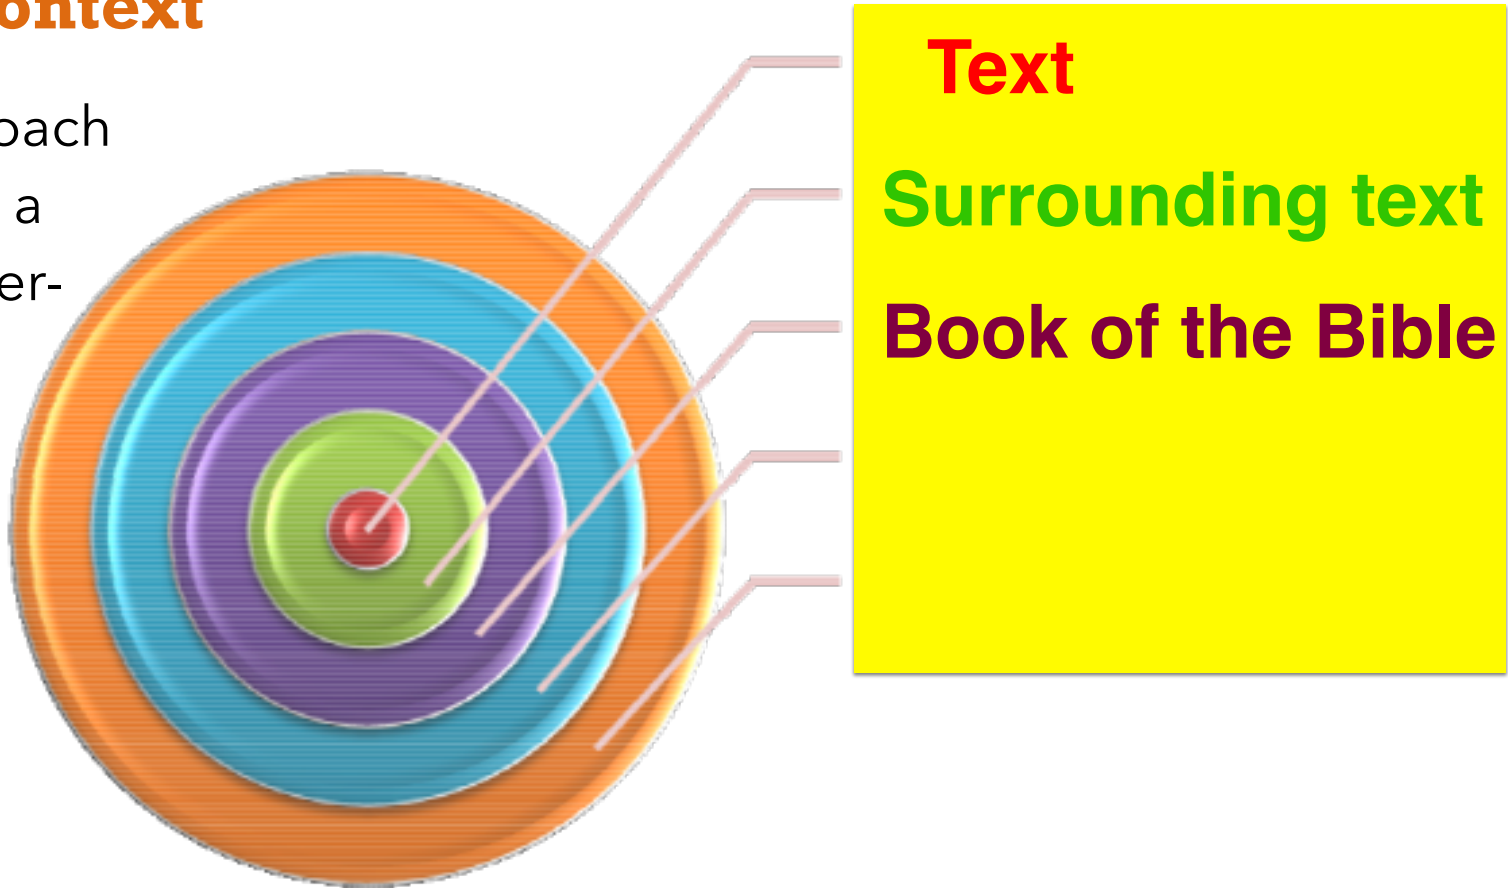 ontext
oach
a
er-
Text
Surrounding text
Book of the Bible